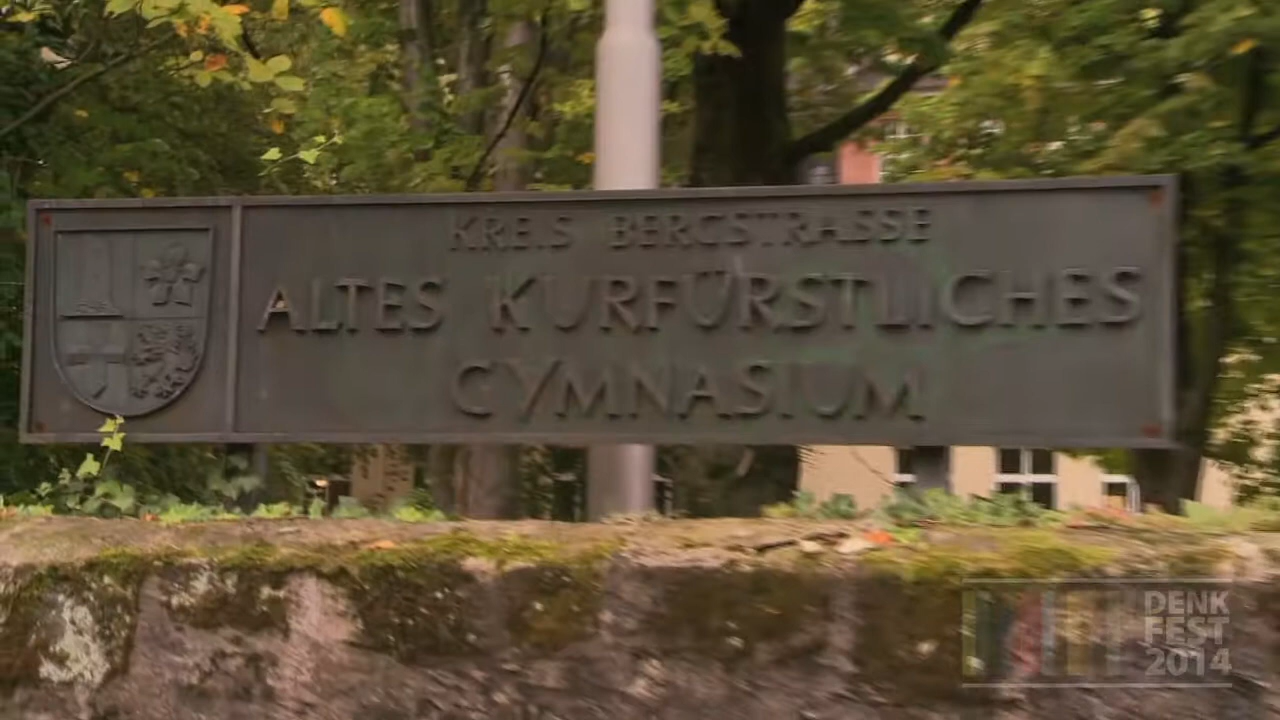 KREIS BERGSTRASSE
ALTES KURFÜRSTLICHES
GYMNASIUM
DENK
FEST
2014